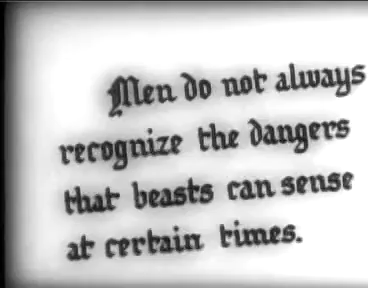 Men do not always
recognize the dangers
that beasts can sense
at certain times.